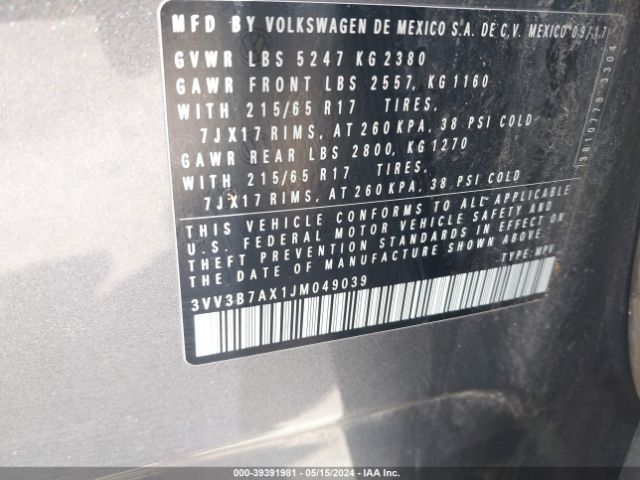 MFD BY VOLKSWAGEN DE MEXICO S.A. DE C.V. MEXICO 09/17
GVWR LBS 5247 KG 2380
GAWR FRONT LBS 2557, KG 1160
WITH 215/65 R17 TIRES,
7JX17 RIMS, AT 260 KPA, 38 PSI COLD
GAWR REAR LBS 2800, KG 1270
WITH 215/65 R17 TIRES,
7JX17 RIMS, AT 260 KPA, 38 PSI COLD
THIS VEHICLE CONFORMS TO ALL APPLICABLE
U.S. FEDERAL MOTOR VEHICLE SAFETY AND
THEFT PREVENTION STANDARDS IN EFFECT ON
THE DATE OF MANUFACTURE SHOWN ABOVE.
3VV3B7AX1JM049039 TYPE: MPV
000-39391981 - 05/15/2024 - IAA Inc.